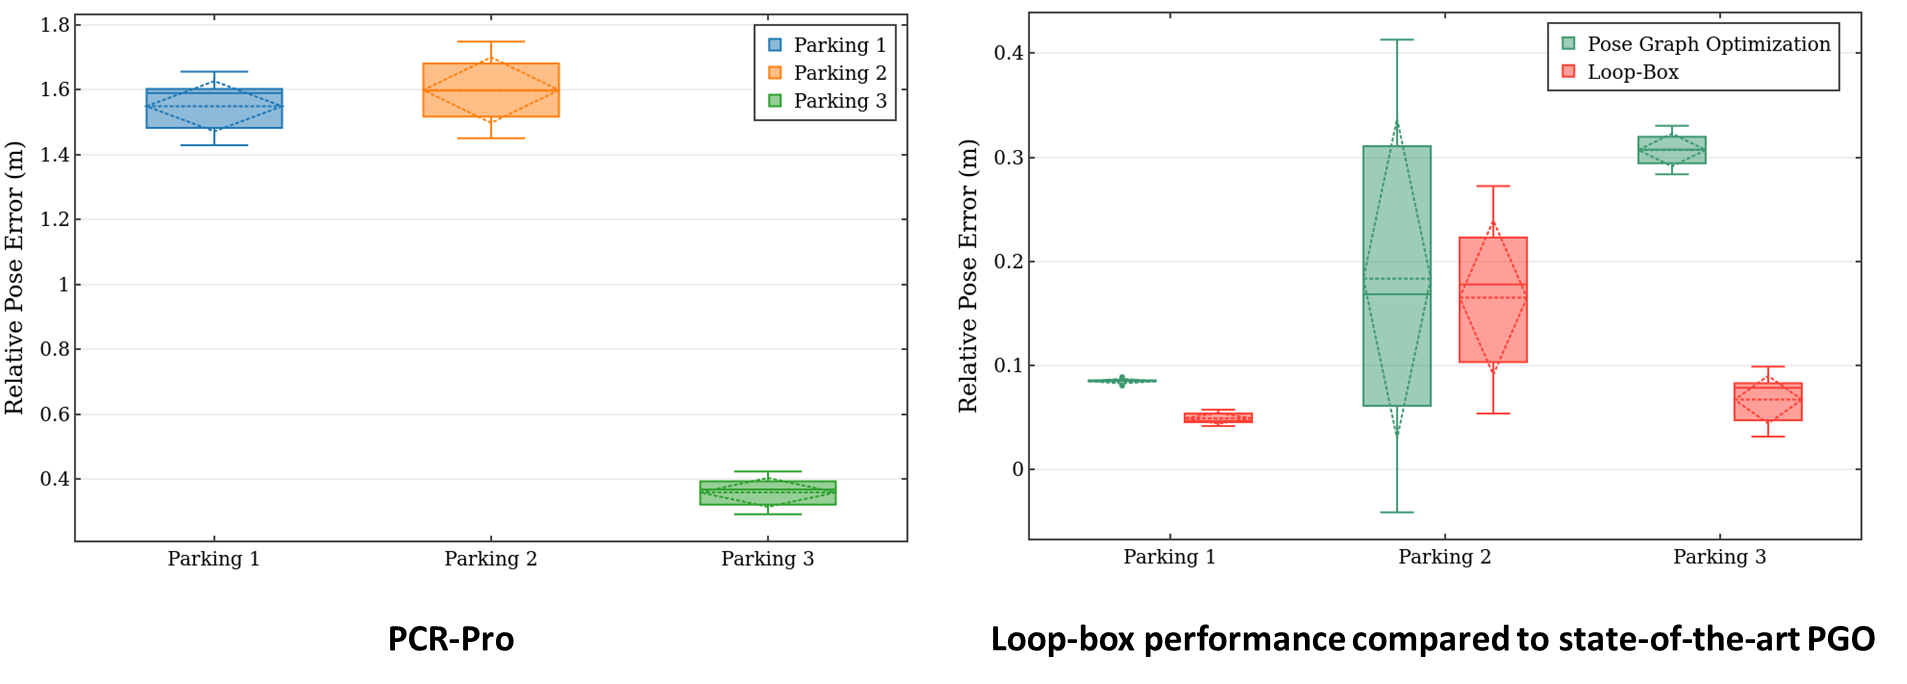 Relative Pose Error (m)
1.8
1.6
1.4
1.2
1
0.8
0.6
0.4
Parking 1
Parking 2
Parking 3
Parking 1
Parking 2
Parking 3
PCR-Pro
Relative Pose Error (m)
0.4
0.3
0.2
0.1
0
Pose Graph Optimization
Loop-Box
Parking 1
Parking 2
Parking 3
Loop-box performance compared to state-of-the-art PGO